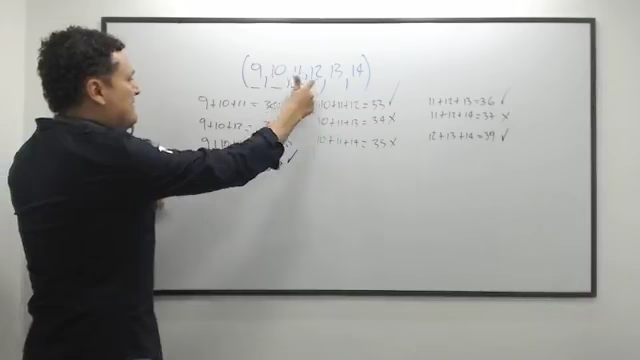 (9, 10, 11, 12, 13, 14)
9+10+11=30
10+11+12=33 ✓
11+12+13=36 ✓
9+10+12=
10+11+13=34 x
11+12+14=37 x
10+11+14=35 x
12+13+14=39 ✓
✓